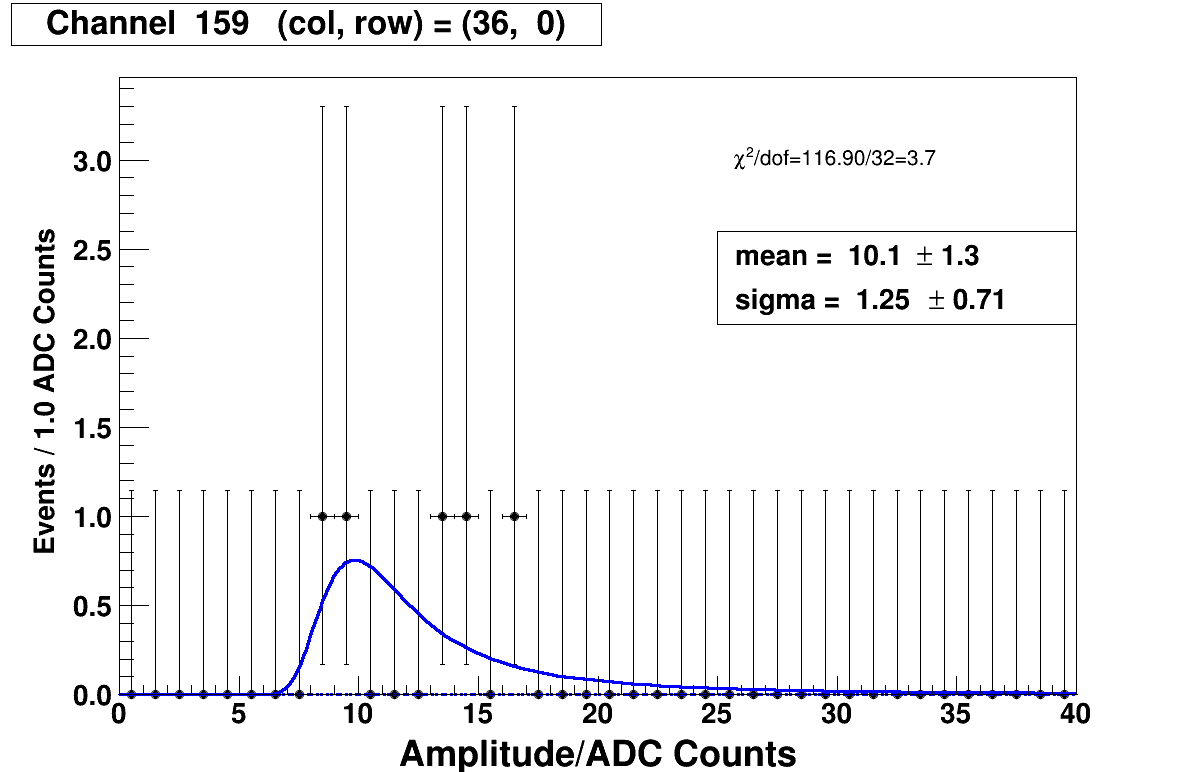 Channel 159 (col, row) = (36, 0)
χ²/dof=116.90/32=3.7
mean = 10.1 ± 1.3
sigma = 1.25 ± 0.71
Events / 1.0 ADC Counts
3.0
2.5
2.0
1.5
1.0
0.5
0.0
0 5 10 15 20 25 30 35 40
Amplitude/ADC Counts